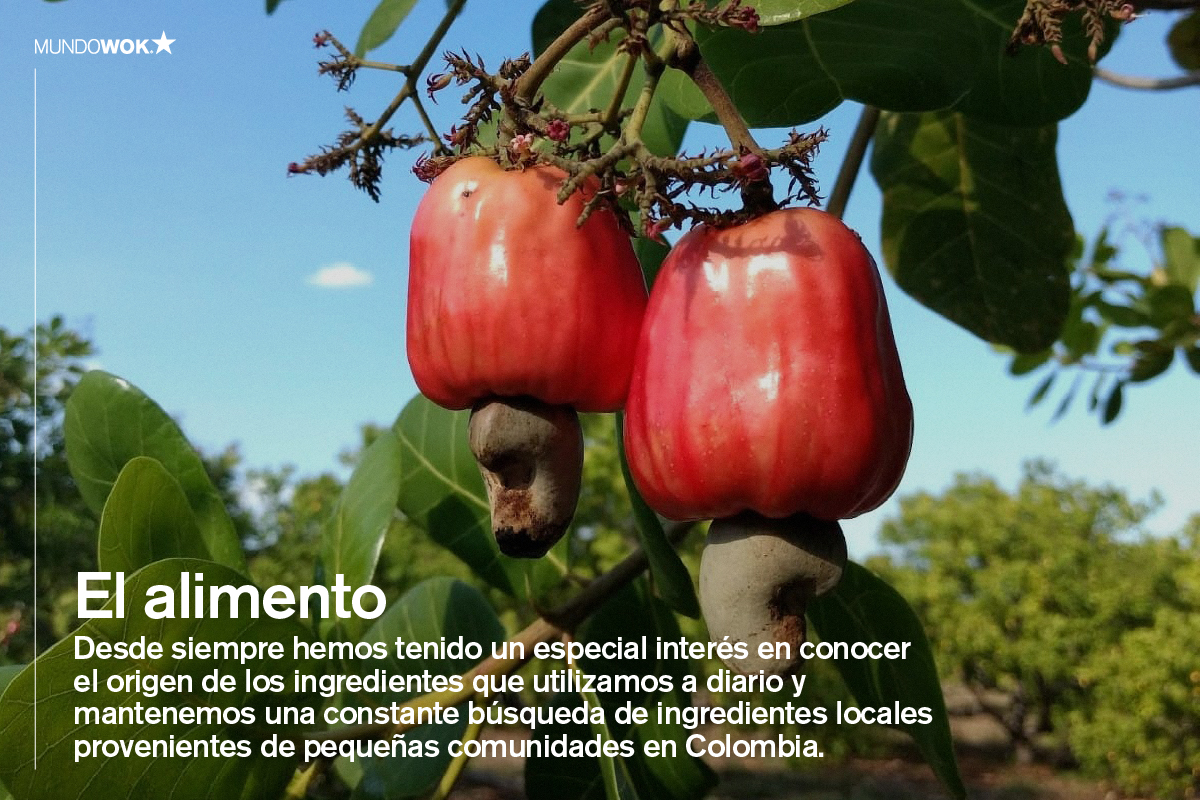 MUNDOWOK.
El alimento
Desde siempre hemos tenido un especial interés en conocer
el origen de los ingredientes que utilizamos a diario y
mantenemos una constante búsqueda de ingredientes locales
provenientes de pequeñas comunidades en Colombia.